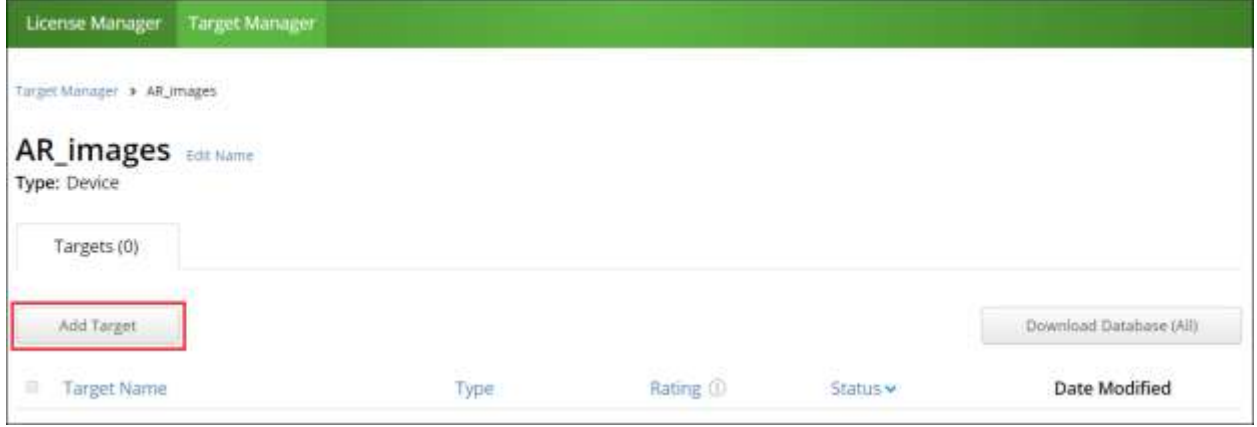 License Manager Target Manager
Target Manager > AR_images
AR_images Edit Name
Type: Device
Targets (0)
Add Target Download Database (All)
Target Name Type Rating ⓘ Status Date Modified